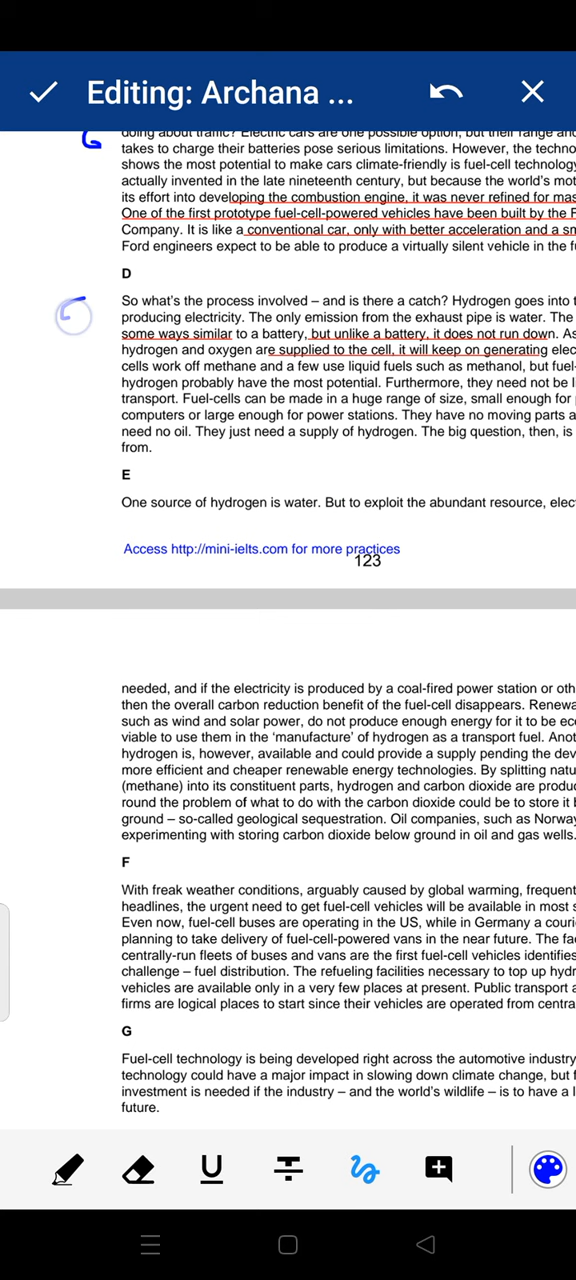 Editing: Archana ...
doing about traffic? Electric cars are one possible option, but their range and
takes to charge their batteries pose serious limitations. However, the techno
shows the most potential to make cars climate-friendly is fuel-cell technology
actually invented in the late nineteenth century, but because the world's mot
its effort into developing the combustion engine, it was never refined for mas
One of the first prototype fuel-cell-powered vehicles have been built by the F
Company. It is like a conventional car, only with better acceleration and a sm
Ford engineers expect to be able to produce a virtually silent vehicle in the fu
D
So what's the process involved – and is there a catch? Hydrogen goes into t
producing electricity. The only emission from the exhaust pipe is water. The
some ways similar to a battery, but unlike a battery, it does not run down. As
hydrogen and oxygen are supplied to the cell, it will keep on generating elec
cells work off methane and a few use liquid fuels such as methanol, but fuel-
hydrogen probably have the most potential. Furthermore, they need not be li
transport. Fuel-cells can be made in a huge range of size, small enough for
computers or large enough for power stations. They have no moving parts a
need no oil. They just need a supply of hydrogen. The big question, then, is
from.
E
One source of hydrogen is water. But to exploit the abundant resource, elec
Access http://mini-ielts.com for more practices
123
needed, and if the electricity is produced by a coal-fired power station or oth
then the overall carbon reduction benefit of the fuel-cell disappears. Renewa
such as wind and solar power, do not produce enough energy for it to be eco
viable to use them in the 'manufacture' of hydrogen as a transport fuel. Anot
hydrogen is, however, available and could provide a supply pending the dev
more efficient and cheaper renewable energy technologies. By splitting natu
(methane) into its constituent parts, hydrogen and carbon dioxide are produc
round the problem of what to do with the carbon dioxide could be to store it b
ground – so-called geological sequestration. Oil companies, such as Norway
experimenting with storing carbon dioxide below ground in oil and gas wells.
F
With freak weather conditions, arguably caused by global warming, frequent
headlines, the urgent need to get fuel-cell vehicles will be available in most s
Even now, fuel-cell buses are operating in the US, while in Germany a couri
planning to take delivery of fuel-cell-powered vans in the near future. The fac
centrally-run fleets of buses and vans are the first fuel-cell vehicles identifies
challenge – fuel distribution. The refueling facilities necessary to top up hydr
vehicles are available only in a very few places at present. Public transport a
firms are logical places to start since their vehicles are operated from centra
G
Fuel-cell technology is being developed right across the automotive industry
technology could have a major impact in slowing down climate change, but f
investment is needed if the industry – and the world's wildlife – is to have a l
future.
U
T